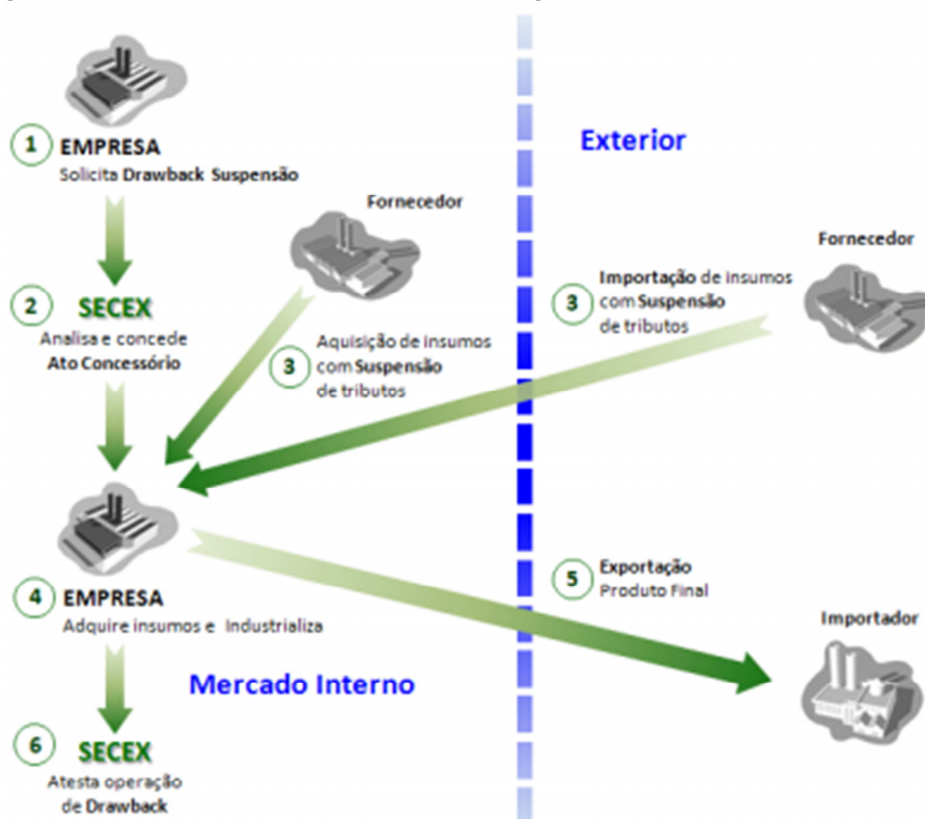 1 EMPRESA
Solicita Drawback Suspensão
2 SECEX
Analisa e concede
Ato Concessório
Fornecedor
3 Aquisição de insumos
com Suspensão
de tributos
Exterior
Fornecedor
3 Importação de insumos
com Suspensão
de tributos
4 EMPRESA
Adquire insumos e Industrializa
5 Exportação
Produto Final
Importador
Mercado Interno
6 SECEX
Atesta operação
de Drawback